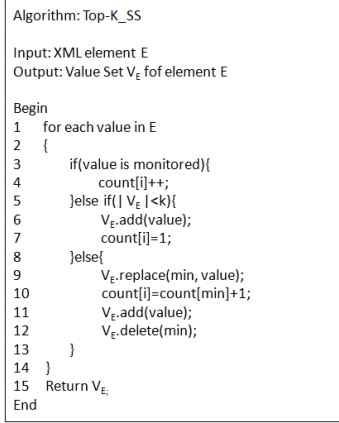 Algorithm: Top-K_SS
Input: XML element E
Output: Value Set VE fof element E
Begin
1 for each value in E
2 {
3 if(value is monitored){
4 count[i]++;
5 }else if(| VE |<k){
6 VE.add(value);
7 count[i]=1;
8 }else{
9 VE.replace(min, value);
10 count[i]=count[min]+1;
11 VE.add(value);
12 VE.delete(min);
13 }
14 }
15 Return VE;
End